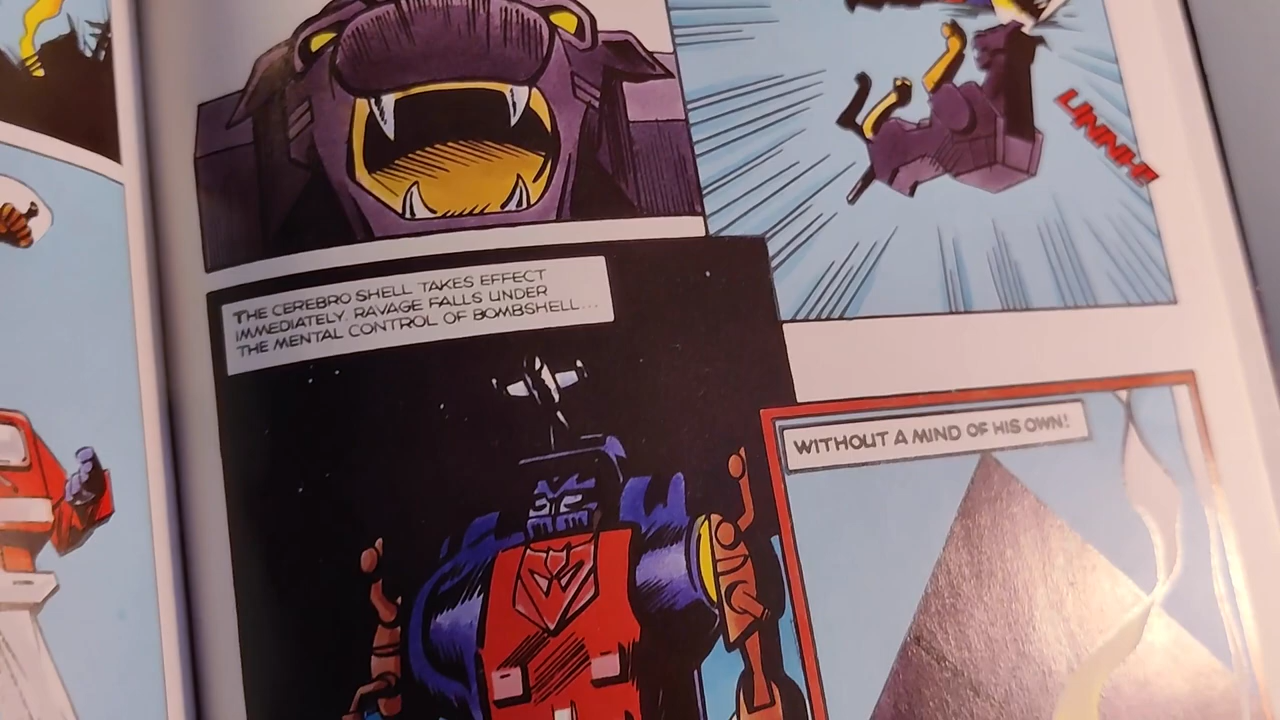 UNNH!
THE CEREBRO SHELL TAKES EFFECT
IMMEDIATELY. RAVAGE FALLS UNDER
THE MENTAL CONTROL OF BOMBSHELL...
WITHOUT A MIND OF HIS OWN!